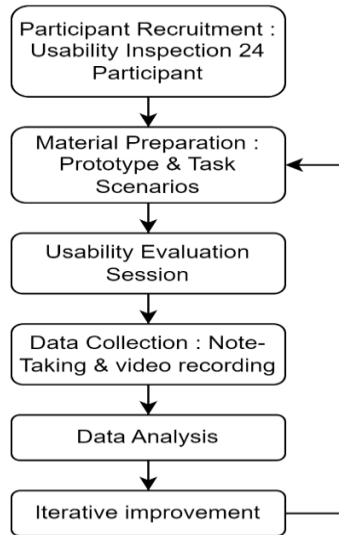 Participant Recruitment :
Usability Inspection 24
Participant
Material Preparation :
Prototype & Task
Scenarios
Usability Evaluation
Session
Data Collection : Note-
Taking & video recording
Data Analysis
Iterative improvement